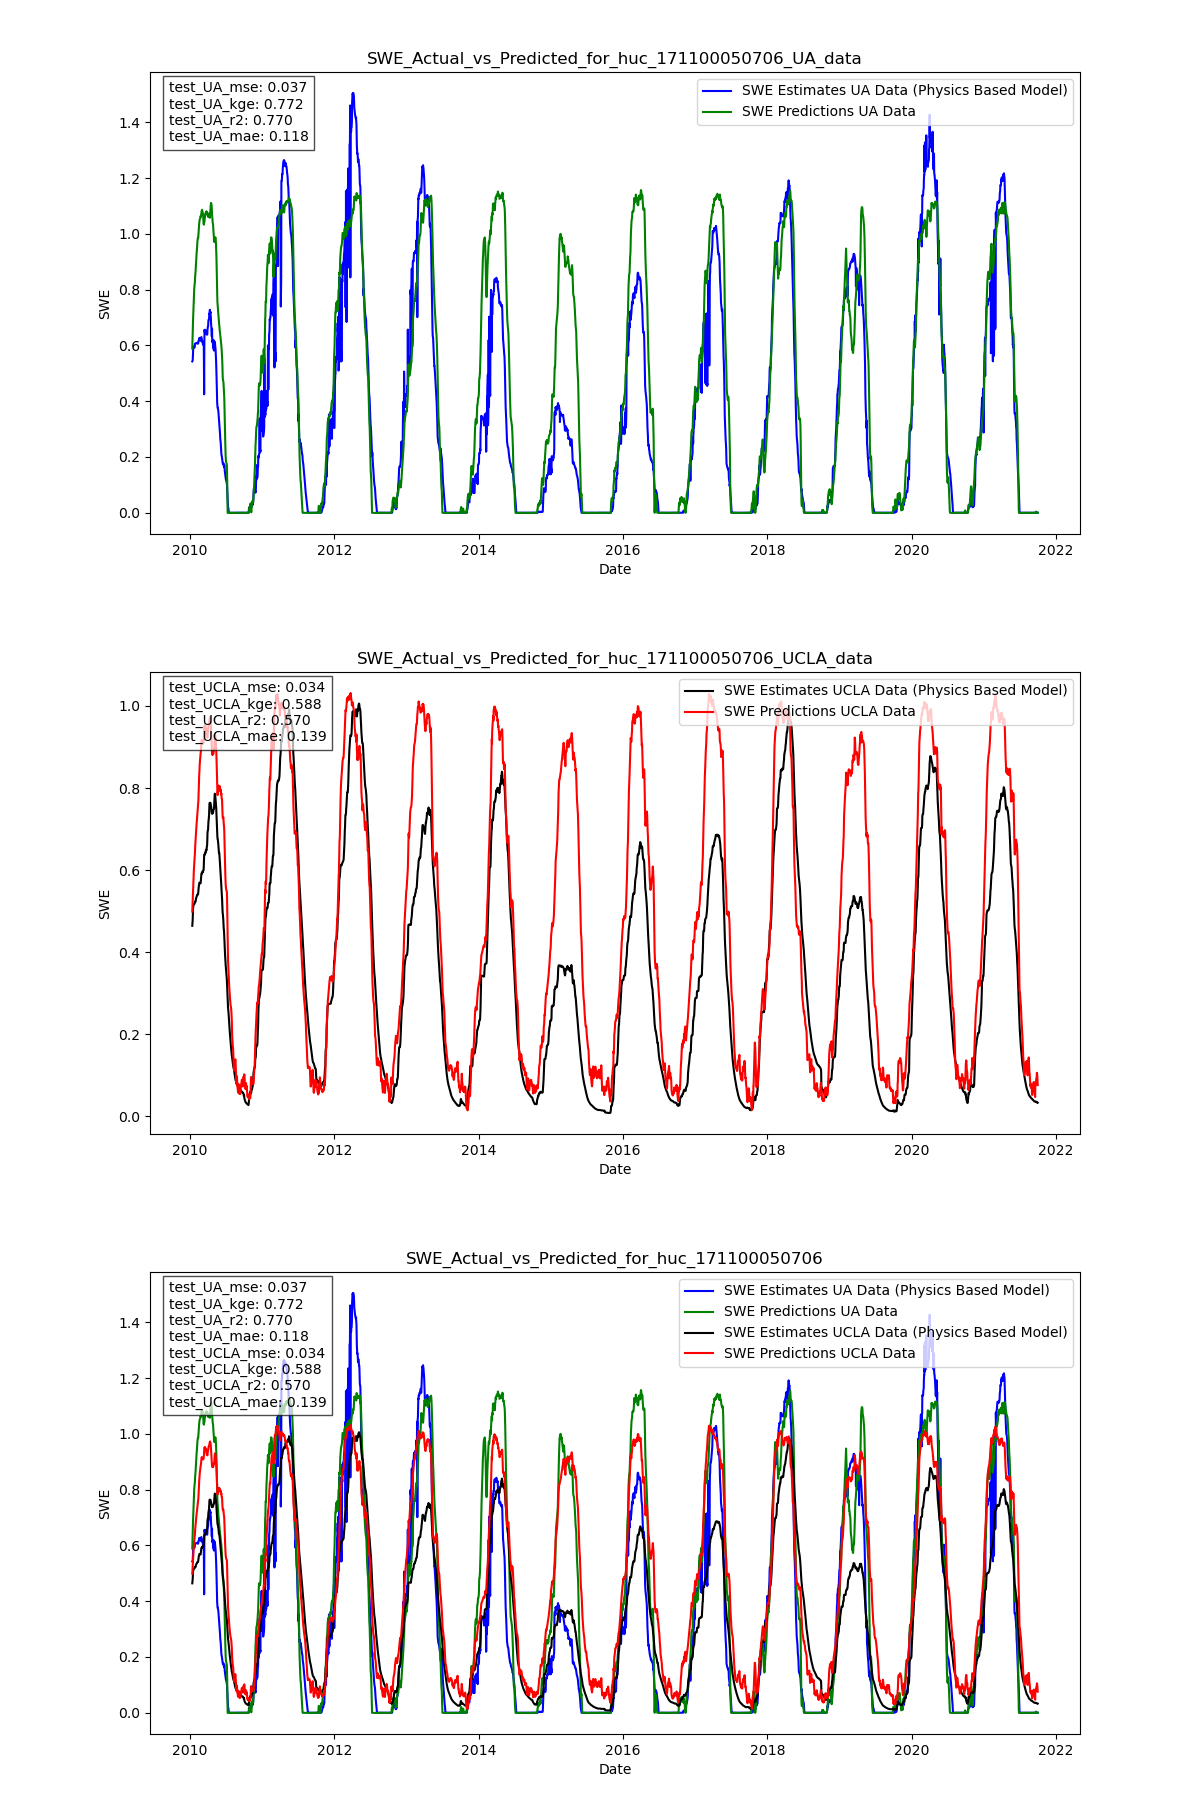 SWE_Actual_vs_Predicted_for_huc_171100050706_UA_data
test_UA_mse: 0.037
test_UA_kge: 0.772
test_UA_r2: 0.770
test_UA_mae: 0.118
SWE Estimates UA Data (Physics Based Model)
SWE Predictions UA Data
1.4
1.2
1.0
0.8
0.6
0.4
0.2
0.0
SWE
2010 2012 2014 2016 2018 2020 2022
Date
SWE_Actual_vs_Predicted_for_huc_171100050706_UCLA_data
test_UCLA_mse: 0.034
test_UCLA_kge: 0.588
test_UCLA_r2: 0.570
test_UCLA_mae: 0.139
SWE Estimates UCLA Data (Physics Based Model)
SWE Predictions UCLA Data
1.0
0.8
0.6
0.4
0.2
0.0
SWE
2010 2012 2014 2016 2018 2020 2022
Date
SWE_Actual_vs_Predicted_for_huc_171100050706
test_UA_mse: 0.037
test_UA_kge: 0.772
test_UA_r2: 0.770
test_UA_mae: 0.118
test_UCLA_mse: 0.034
test_UCLA_kge: 0.588
test_UCLA_r2: 0.570
test_UCLA_mae: 0.139
SWE Estimates UA Data (Physics Based Model)
SWE Predictions UA Data
SWE Estimates UCLA Data (Physics Based Model)
SWE Predictions UCLA Data
1.4
1.2
1.0
0.8
0.6
0.4
0.2
0.0
SWE
2010 2012 2014 2016 2018 2020 2022
Date